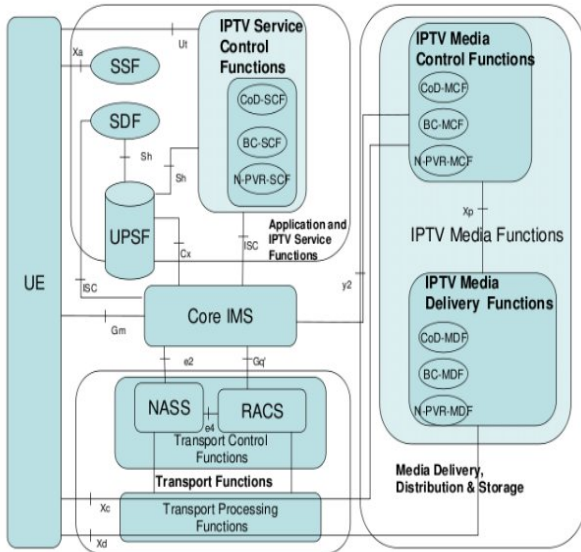 UE
Xa
Ut
SSF
SDF
Sh
Sh
UPSF
Cx
ISC
ISC
IPTV Service
Control
Functions
CoD-SCF
BC-SCF
N-PVR-SCF
Application and
IPTV Service
Functions
Core IMS
Gm
y2
e2
Gq'
NASS
e4
RACS
Transport Control
Functions
Transport Functions
Transport Processing
Functions
Xc
Xd
IPTV Media
Control Functions
CoD-MCF
BC-MCF
N-PVR-MCF
Xp
IPTV Media Functions
IPTV Media
Delivery Functions
CoD-MDF
BC-MDF
N-PVR-MDF
Media Delivery,
Distribution & Storage